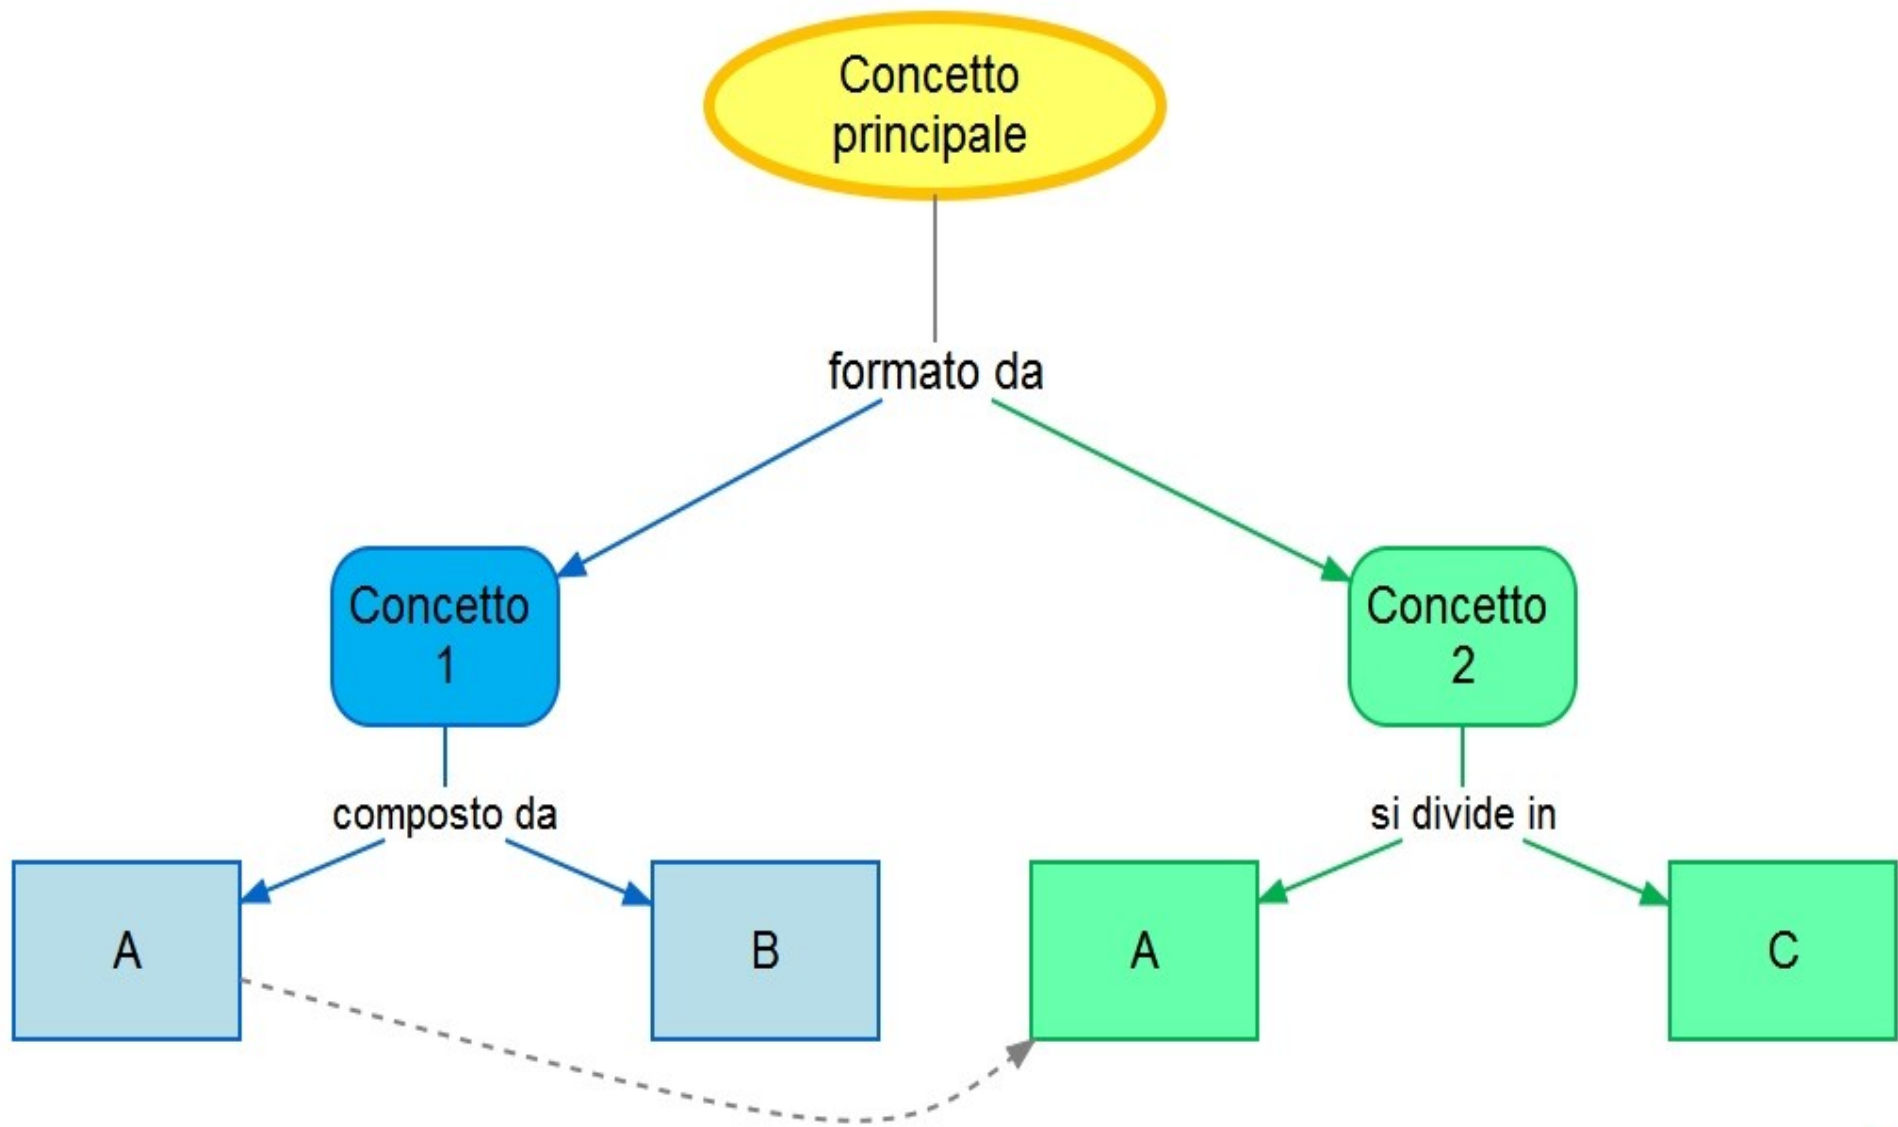 Concetto
principale
formato da
Concetto
1
Concetto
2
composto da
si divide in
A
B
A
C